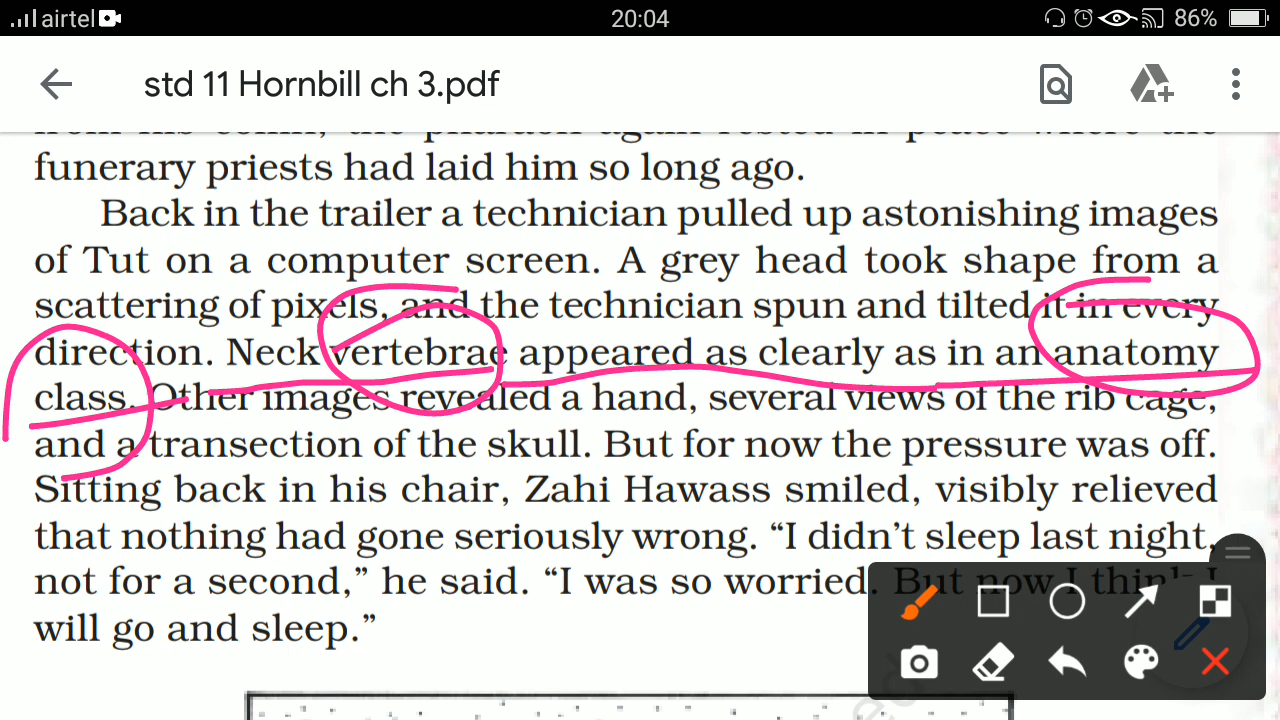 airtel 20:04 86%
std 11 Hornbill ch 3.pdf
funerary priests had laid him so long ago.
Back in the trailer a technician pulled up astonishing images
of Tut on a computer screen. A grey head took shape from a
scattering of pixels, and the technician spun and tilted it in every
direction. Neck vertebrae appeared as clearly as in an anatomy
class. Other images revealed a hand, several views of the rib cage,
and a transection of the skull. But for now the pressure was off.
Sitting back in his chair, Zahi Hawass smiled, visibly relieved
that nothing had gone seriously wrong. “I didn’t sleep last night,
not for a second,” he said. “I was so worried. But now I think I
will go and sleep.”